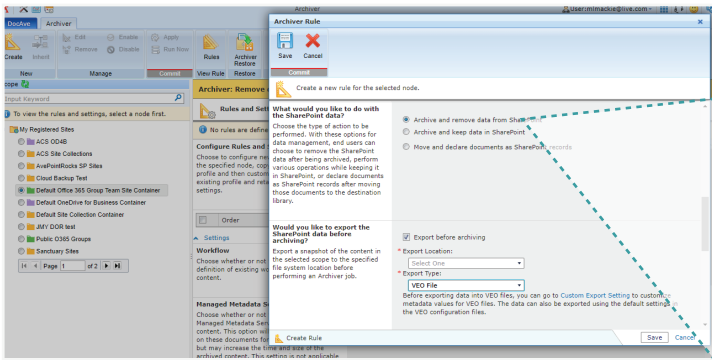 Archiver
User:mlmackie@live.com
DocAve
Archiver
Create
Inherit
Edit
Enable
Apply
Remove
Disable
Run Now
Rules
Archiver
Restore
New
Manage
Commit
View Rule
Restore
cope
Input Keyword
To view the rules and settings, select a node first.
My Registered Sites
ACS OD4B
ACS Site Collections
AvePointRocks SP Sites
Cloud Backup Test
Default Office 365 Group Team Site Container
Default OneDrive for Business Container
Default Site Collection Container
JMY DOR test
Public O365 Groups
Sanctuary Sites
Page 1 of 2
Archiver: Remove
Rules and Sett
No rules are define
Configure Rules and
Choose to configure ne
the specified node, cop
profile and then custom
existing profile and reta
settings.
Order
Settings
Workflow
Choose whether or not
definition of existing wo
content.
Managed Metadata S
Choose whether or not
Managed Metadata Ser
content. This option wi
on these documents fo
but may increase the time and size of the
archived content. This setting is not applicable
Archiver Rule
Save
Cancel
Commit
Create a new rule for the selected node.
What would you like to do with
the SharePoint data?
Choose the type of action to be
performed. With these options for
data management, end users can
choose to remove the SharePoint
data after being archived, perform
various operations while keeping it
in SharePoint, or declare documents
as SharePoint records after moving
those documents to the destination
library.
Archive and remove data from SharePoint
Archive and keep data in SharePoint
Move and declare documents as SharePoint records
Would you like to export the
SharePoint data before
archiving?
Export a snapshot of the content in
the selected scope to the specified
file system location before
performing an Archiver job.
Export before archiving
* Export Location:
Select One
* Export Type:
VEO File
Before exporting data into VEO files, you can go to Custom Export Setting to customize
metadata values for VEO files. The data can also be exported using the default settings in
the VEO configuration files.
Create Rule
Save
Cancel